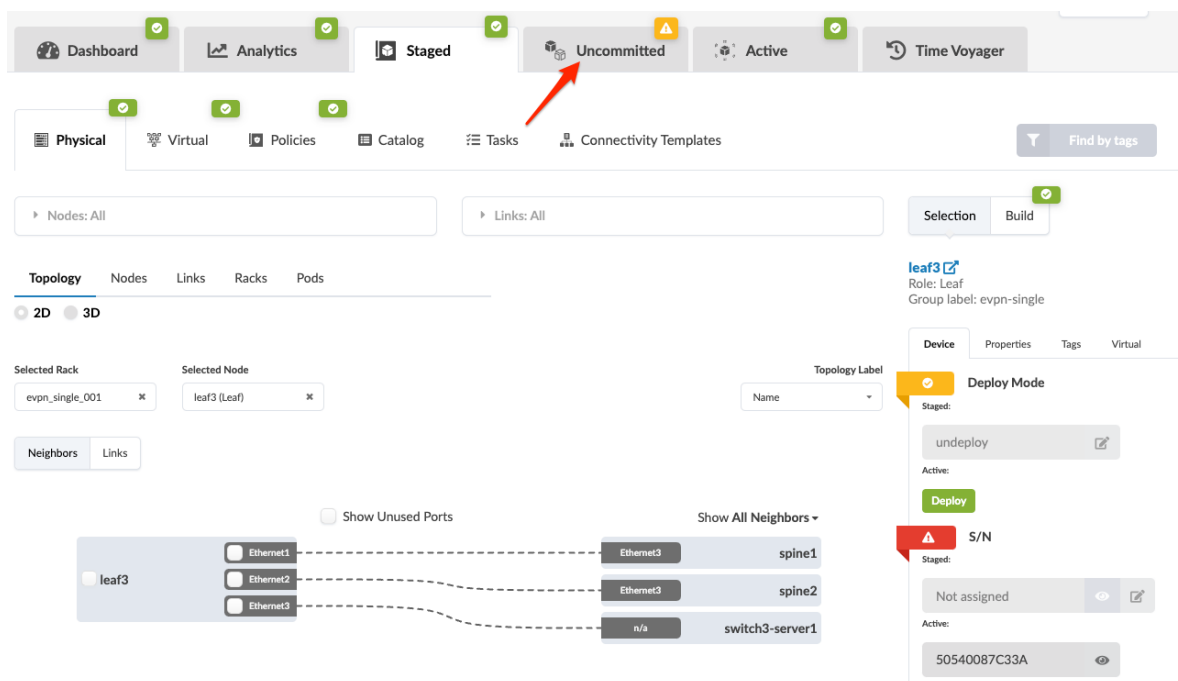 Dashboard Analytics Staged Uncommitted Active Time Voyager
Physical Virtual Policies Catalog Tasks Connectivity Templates Find by tags
Nodes: All Links: All Selection Build
Topology Nodes Links Racks Pods
2D 3D
Selected Rack Selected Node Topology Label
evpn_single_001 leaf3 (Leaf) Name
Neighbors Links
Show Unused Ports Show All Neighbors
leaf3
Ethernet1 Ethernet3 spine1
Ethernet2 Ethernet3 spine2
Ethernet3 n/a switch3-server1
leaf3
Role: Leaf
Group label: evpn-single
Device Properties Tags Virtual
Deploy Mode
Staged:
undeploy
Active:
Deploy
S/N
Staged:
Not assigned
Active:
50540087C33A